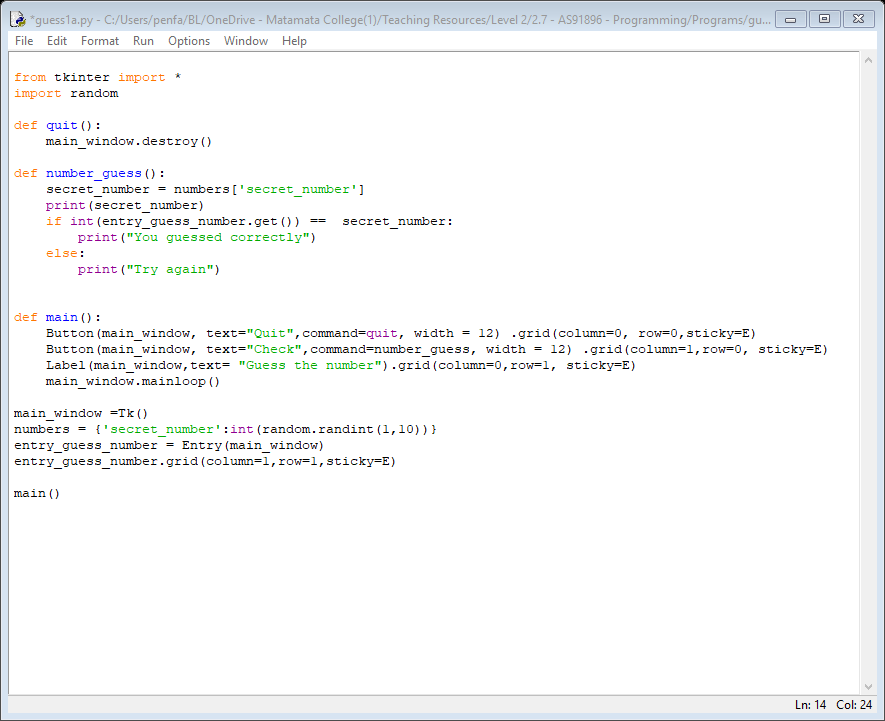 *guess1a.py - C:/Users/penfa/BL/OneDrive - Matamata College(1)/Teaching Resources/Level 2/2.7 - AS91896 - Programming/Programs/gu...
File Edit Format Run Options Window Help
from tkinter import *
import random
def quit():
    main_window.destroy()
def number_guess():
    secret_number = numbers['secret_number']
    print(secret_number)
    if int(entry_guess_number.get()) ==  secret_number:
        print("You guessed correctly")
    else:
        print("Try again")
def main():
    Button(main_window, text="Quit",command=quit, width = 12) .grid(column=0, row=0,sticky=E)
    Button(main_window, text="Check",command=number_guess, width = 12) .grid(column=1,row=0, sticky=E)
    Label(main_window,text= "Guess the number").grid(column=0,row=1, sticky=E)
    main_window.mainloop()
main_window =Tk()
numbers = {'secret_number':int(random.randint(1,10))}
entry_guess_number = Entry(main_window)
entry_guess_number.grid(column=1,row=1,sticky=E)
main()
Ln: 14 Col: 24